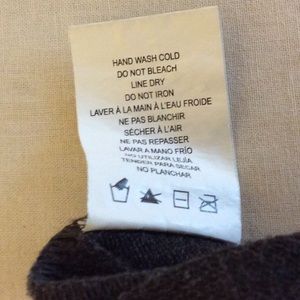 HAND WASH COLD
DO NOT BLEACH
LINE DRY
DO NOT IRON
LAVER À LA MAIN À L'EAU FROIDE
NE PAS BLANCHIR
SÉCHER À L'AIR
NE PAS REPASSER
LAVAR A MANO FRÍO
NO UTILIZAR LEJÍA
TENDER PARA SECAR
NO PLANCHAR